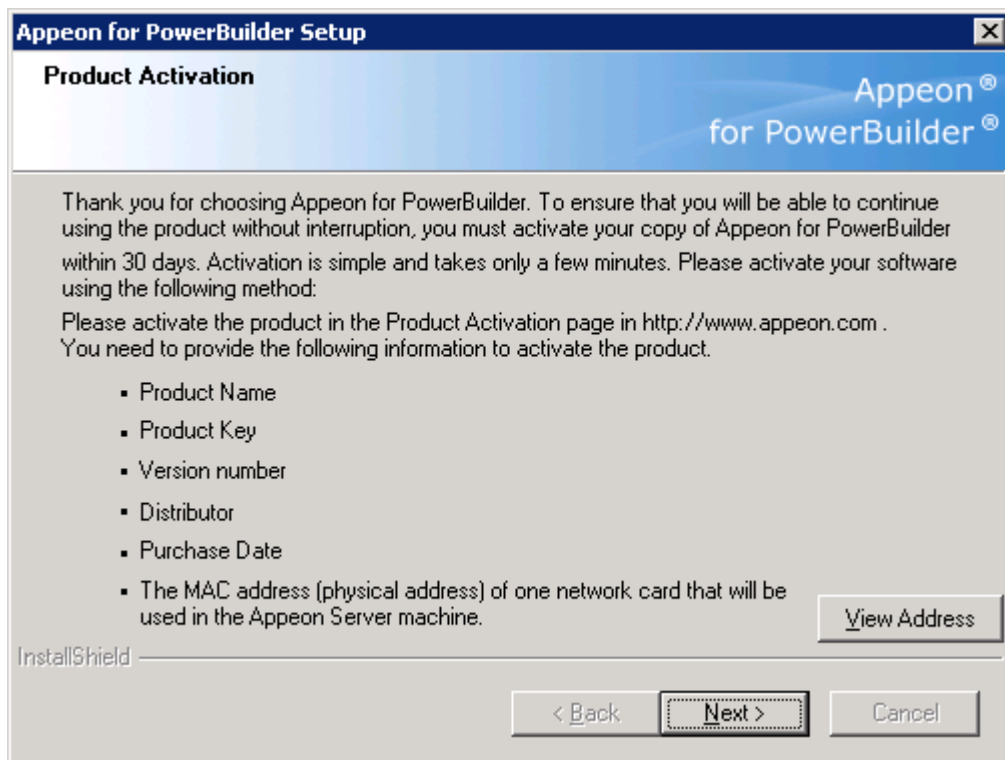 Appeon for PowerBuilder Setup
Product Activation
Appeon ®
for PowerBuilder ®
Thank you for choosing Appeon for PowerBuilder. To ensure that you will be able to continue
using the product without interruption, you must activate your copy of Appeon for PowerBuilder
within 30 days. Activation is simple and takes only a few minutes. Please activate your software
using the following method:
Please activate the product in the Product Activation page in http://www.appeon.com .
You need to provide the following information to activate the product.
▪ Product Name
▪ Product Key
▪ Version number
▪ Distributor
▪ Purchase Date
▪ The MAC address (physical address) of one network card that will be
used in the Appeon Server machine.
View Address
InstallShield
< Back
Next >
Cancel